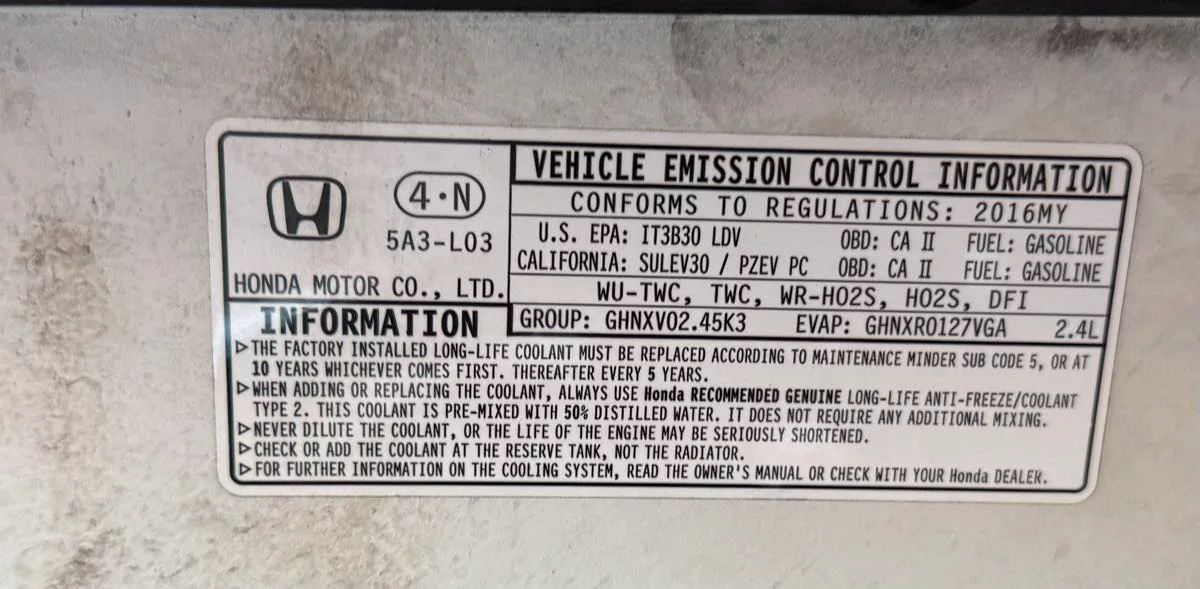 4·N
5A3-L03
HONDA MOTOR CO., LTD.
VEHICLE EMISSION CONTROL INFORMATION
CONFORMS TO REGULATIONS: 2016MY
U.S. EPA: IT3B30 LDV OBD: CA II FUEL: GASOLINE
CALIFORNIA: SULEV30 / PZEV PC OBD: CA II FUEL: GASOLINE
WU-TWC, TWC, WR-HO2S, HO2S, DFI
GROUP: GHNXV02.45K3 EVAP: GHNXR0127VGA 2.4L
INFORMATION
▷THE FACTORY INSTALLED LONG-LIFE COOLANT MUST BE REPLACED ACCORDING TO MAINTENANCE MINDER SUB CODE 5, OR AT
10 YEARS WHICHEVER COMES FIRST. THEREAFTER EVERY 5 YEARS.
▷WHEN ADDING OR REPLACING THE COOLANT, ALWAYS USE Honda RECOMMENDED GENUINE LONG-LIFE ANTI-FREEZE/COOLANT
TYPE 2. THIS COOLANT IS PRE-MIXED WITH 50% DISTILLED WATER. IT DOES NOT REQUIRE ANY ADDITIONAL MIXING.
▷NEVER DILUTE THE COOLANT, OR THE LIFE OF THE ENGINE MAY BE SERIOUSLY SHORTENED.
▷CHECK OR ADD THE COOLANT AT THE RESERVE TANK, NOT THE RADIATOR.
▷FOR FURTHER INFORMATION ON THE COOLING SYSTEM, READ THE OWNER'S MANUAL OR CHECK WITH YOUR Honda DEALER.